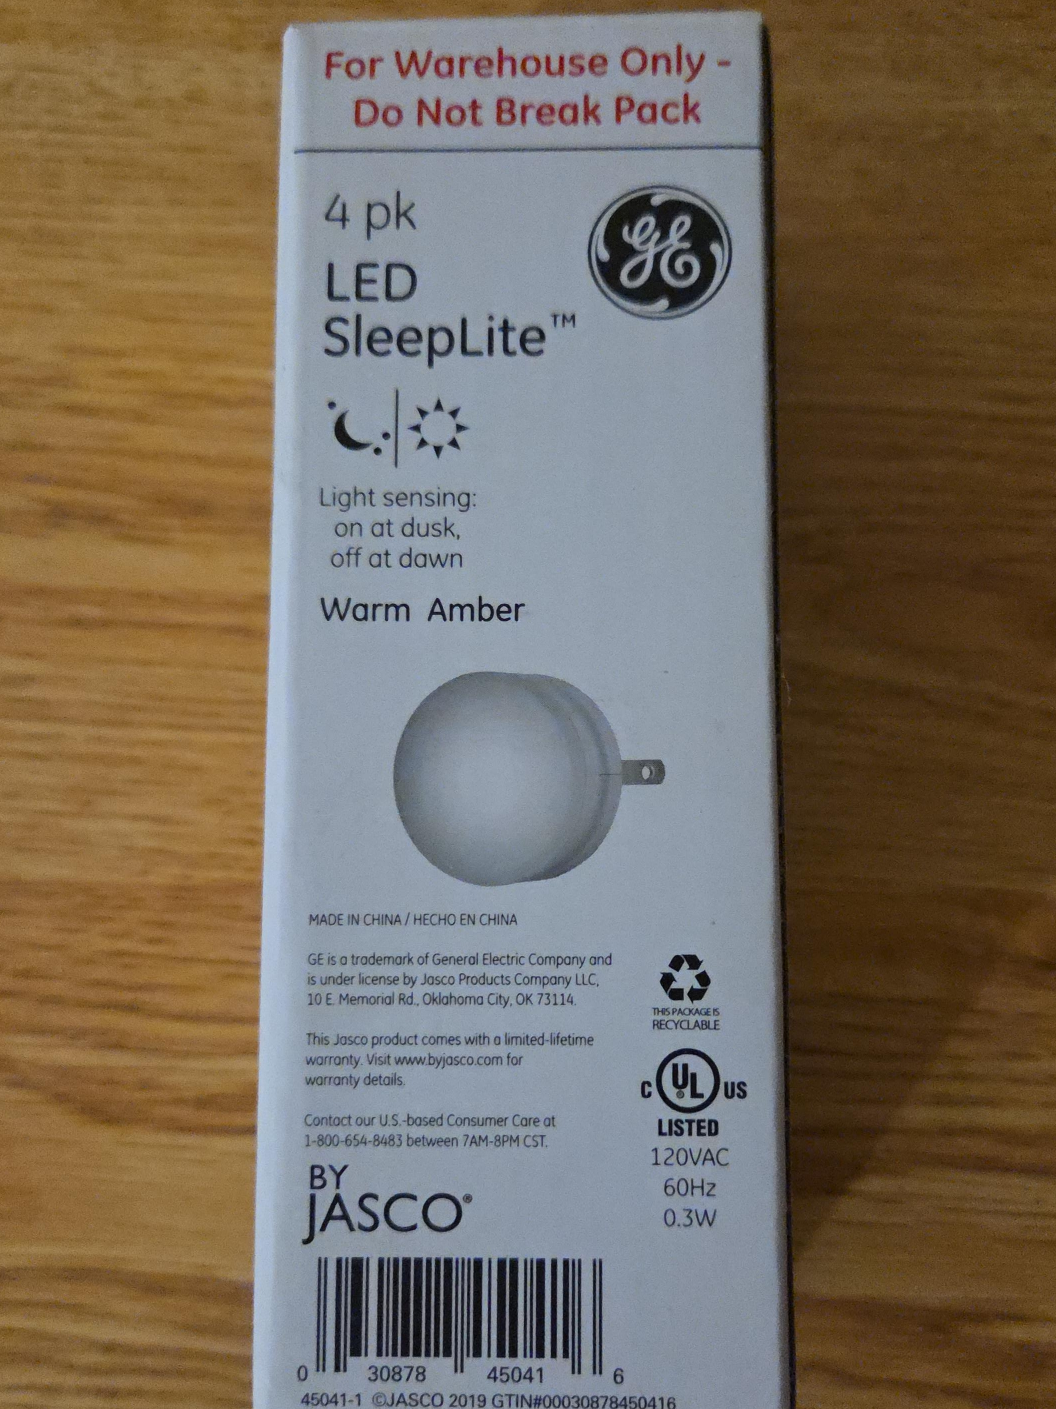 For Warehouse Only -
Do Not Break Pack
4 pk
GE
LED
SleepLite™
Light sensing:
on at dusk,
off at dawn
Warm Amber
MADE IN CHINA / HECHO EN CHINA
GE is a trademark of General Electric Company and
is under license by Jasco Products Company LLC,
10 E. Memorial Rd., Oklahoma City, OK 73114.
THIS PACKAGE IS
RECYCLABLE
This Jasco product comes with a limited-lifetime
warranty. Visit www.byjasco.com for
warranty details.
C UL® US
LISTED
Contact our U.S.-based Consumer Care at
1-800-654-8483 between 7AM-8PM CST.
120VAC
60Hz
0.3W
BY
JASCO®
0 30878 45041 6
45041-1 ©JASCO 2019 GTIN#00030878450416